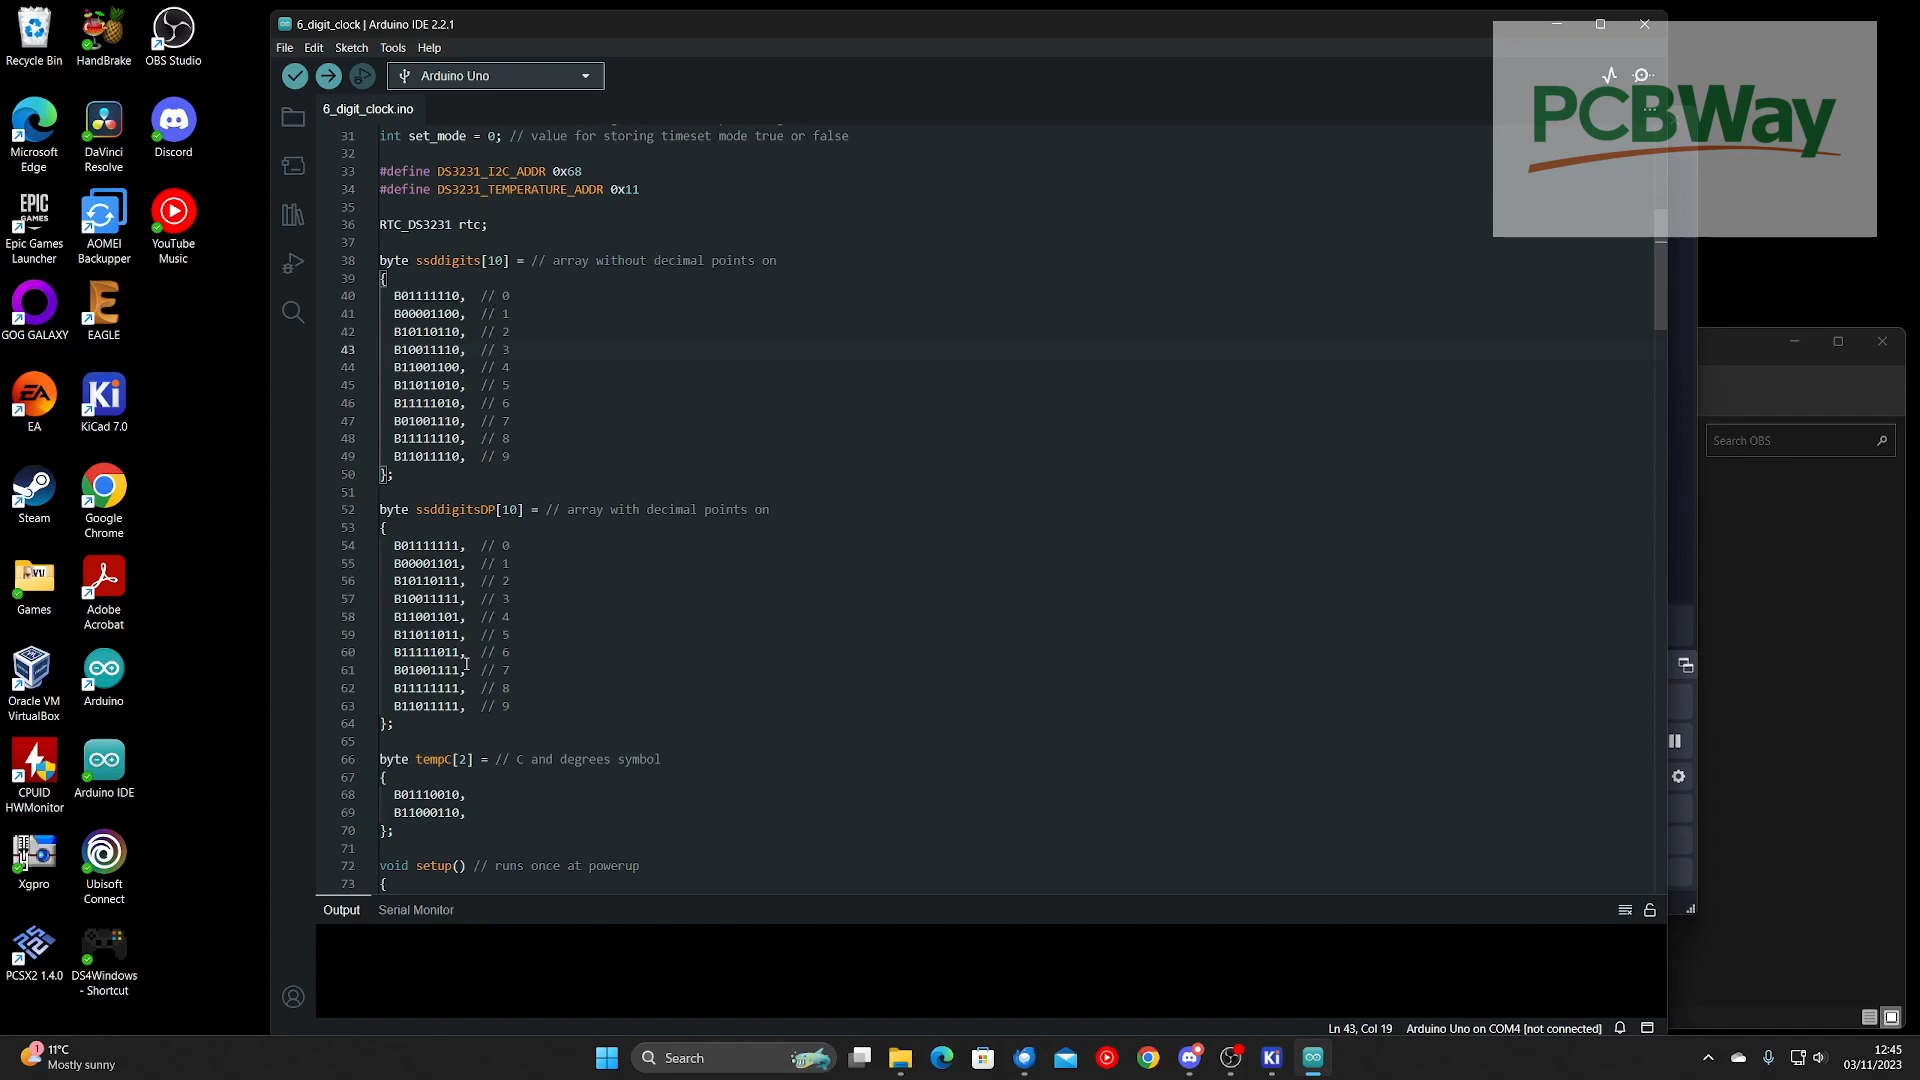 6_digit_clock | Arduino IDE 2.2.1
File Edit Sketch Tools Help
Arduino Uno
6_digit_clock.ino
31 int set_mode = 0; // value for storing timeset mode true or false
32
33 #define DS3231_I2C_ADDR 0x68
34 #define DS3231_TEMPERATURE_ADDR 0x11
35
36 RTC_DS3231 rtc;
37
38 byte ssddigits[10] = // array without decimal points on
39 {
40 B01111110, // 0
41 B00001100, // 1
42 B10110110, // 2
43 B10011110, // 3
44 B11001100, // 4
45 B11011010, // 5
46 B11111010, // 6
47 B01001110, // 7
48 B11111110, // 8
49 B11011110, // 9
50 };
51
52 byte ssddigitsDP[10] = // array with decimal points on
53 {
54 B01111111, // 0
55 B00001101, // 1
56 B10110111, // 2
57 B10011111, // 3
58 B11001101, // 4
59 B11011011, // 5
60 B11111011, // 6
61 B01001111, // 7
62 B11111111, // 8
63 B11011111, // 9
64 };
65
66 byte tempC[2] = // C and degrees symbol
67 {
68 B01110010,
69 B11000110,
70 };
71
72 void setup() // runs once at powerup
73 {
Output Serial Monitor
Ln 43, Col 19 Arduino Uno on COM4 [not connected]
PCBWay
Search OBS
Recycle Bin
HandBrake
OBS Studio
Microsoft
Edge
DaVinci
Resolve
Discord
EPIC
GAMES
Epic Games
Launcher
AOMEI
Backupper
YouTube
Music
GOG GALAXY
EAGLE
EA
EA
Ki
KiCad 7.0
Steam
Google
Chrome
Games
Adobe
Acrobat
Oracle VM
VirtualBox
Arduino
CPUID
HWMonitor
Arduino IDE
Xgpro
Ubisoft
Connect
PCSX2 1.4.0
DS4Windows
- Shortcut
1
11°C
Mostly sunny
Search
Ki
12:45
03/11/2023